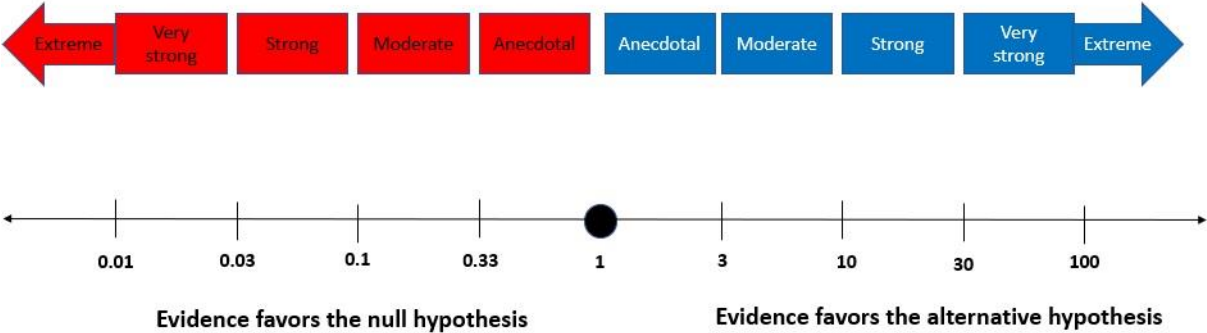 Extreme
Very
strong
Strong
Moderate
Anecdotal
Anecdotal
Moderate
Strong
Very
strong
Extreme
0.01
0.03
0.1
0.33
1
3
10
30
100
Evidence favors the null hypothesis
Evidence favors the alternative hypothesis